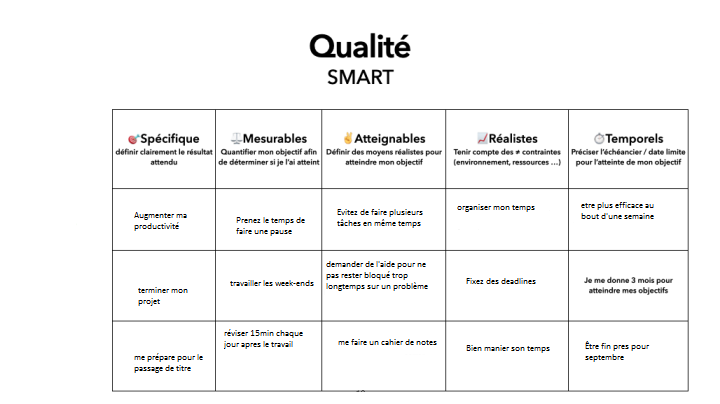 Qualité
SMART
🎯Spécifique
définir clairement le résultat
attendu
⚖️Mesurables
Quantifier mon objectif afin
de déterminer si je l'ai atteint
✌️Atteignables
Définir des moyens réalistes pour
atteindre mon objectif
📈Réalistes
Tenir compte des ≠ contraintes
(environnement, ressources ...)
⏱️Temporels
Préciser l'échéancier / date limite
pour l'atteinte de mon objectif
Augmenter ma
productivité
Prenez le temps de
faire une pause
Evitez de faire plusieurs
tâches en même temps
organiser mon temps
etre plus efficace au
bout d'une semaine
terminer mon
projet
travailler les week-ends
demander de l'aide pour ne
pas rester bloqué trop
longtemps sur un problème
Fixez des deadlines
Je me donne 3 mois pour
atteindre mes objectifs
me prépare pour le
passage de titre
réviser 15min chaque
jour apres le travail
me faire un cahier de notes
Bien manier son temps
Être fin pres pour
septembre